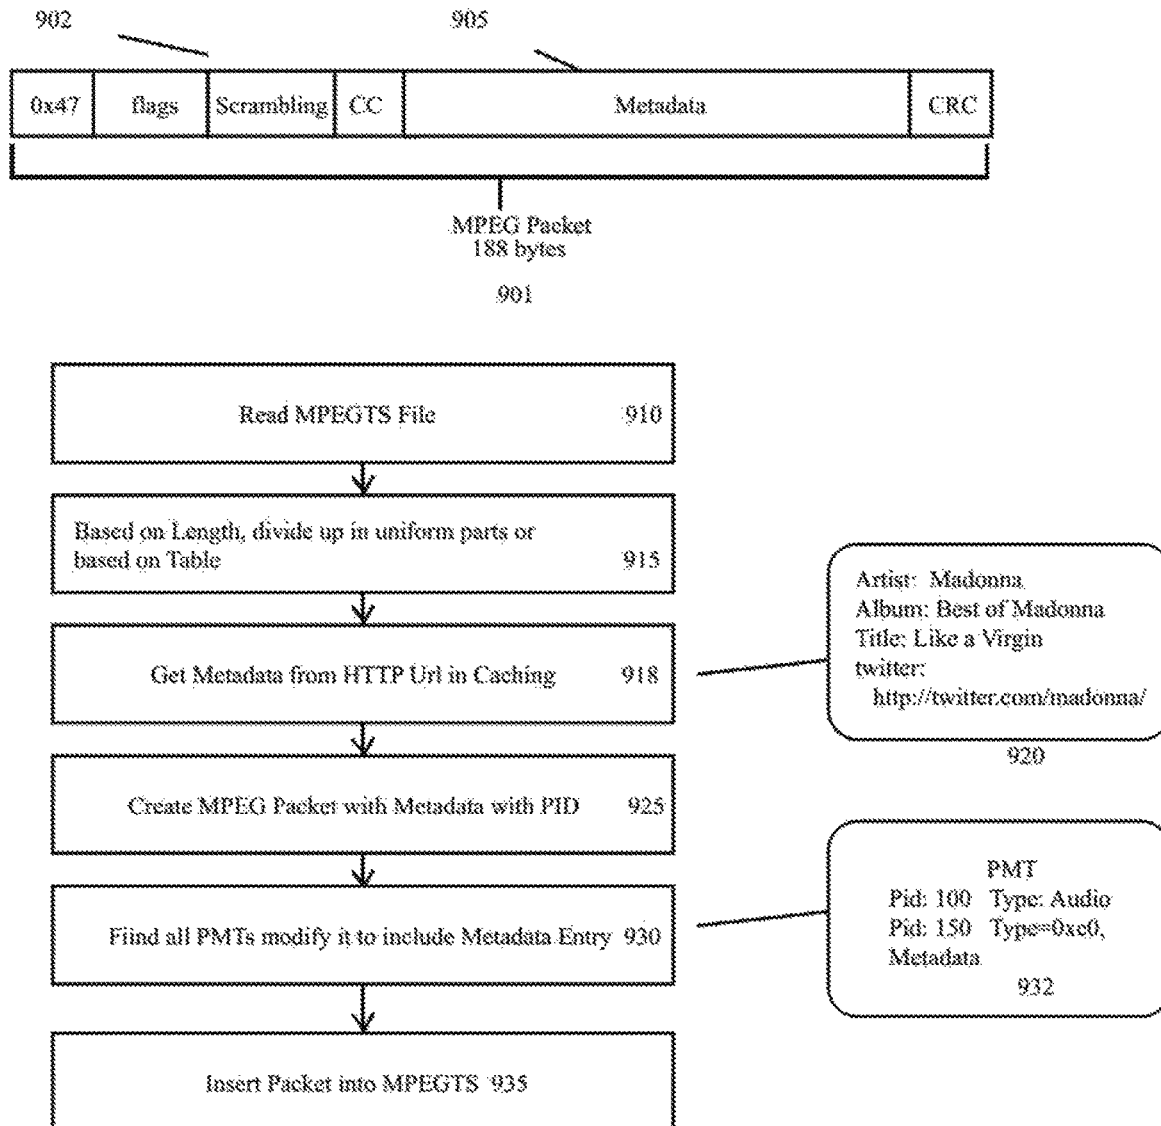 902
905
0x47 flags Scrambling CC Metadata CRC
MPEG Packet
188 bytes
901
Read MPEGTS File 910
Based on Length, divide up in uniform parts or
based on Table 915
Get Metadata from HTTP Url in Caching 918
Artist: Madonna
Album: Best of Madonna
Title: Like a Virgin
twitter:
http://twitter.com/madonna/
920
Create MPEG Packet with Metadata with PID 925
Fiind all PMTs modify it to include Metadata Entry 930
PMT
Pid: 100 Type: Audio
Pid: 150 Type=0xc0,
Metadata
932
Insert Packet into MPEGTS 935